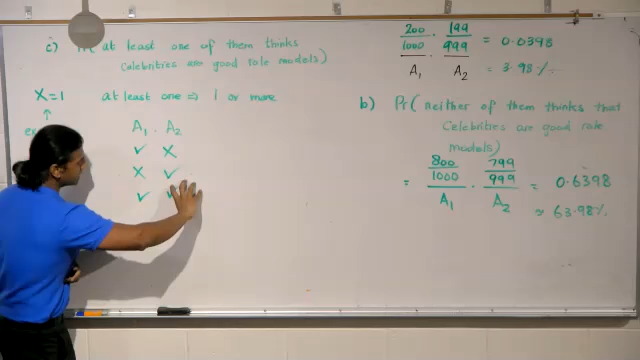 c) at least one of them thinks
celebrities are good role models)
X=1 at least one ⇒ 1 or more
↑
A₁ . A₂
✓ X
X ✓
✓
200/1000 . 199/999 = 0.0398
A₁ A₂ = 3.98%
b) Pr(neither of them thinks that
celebrities are good role
models)
= 800/1000 . 799/999 = 0.6398
A₁ A₂ ≈ 63.98%